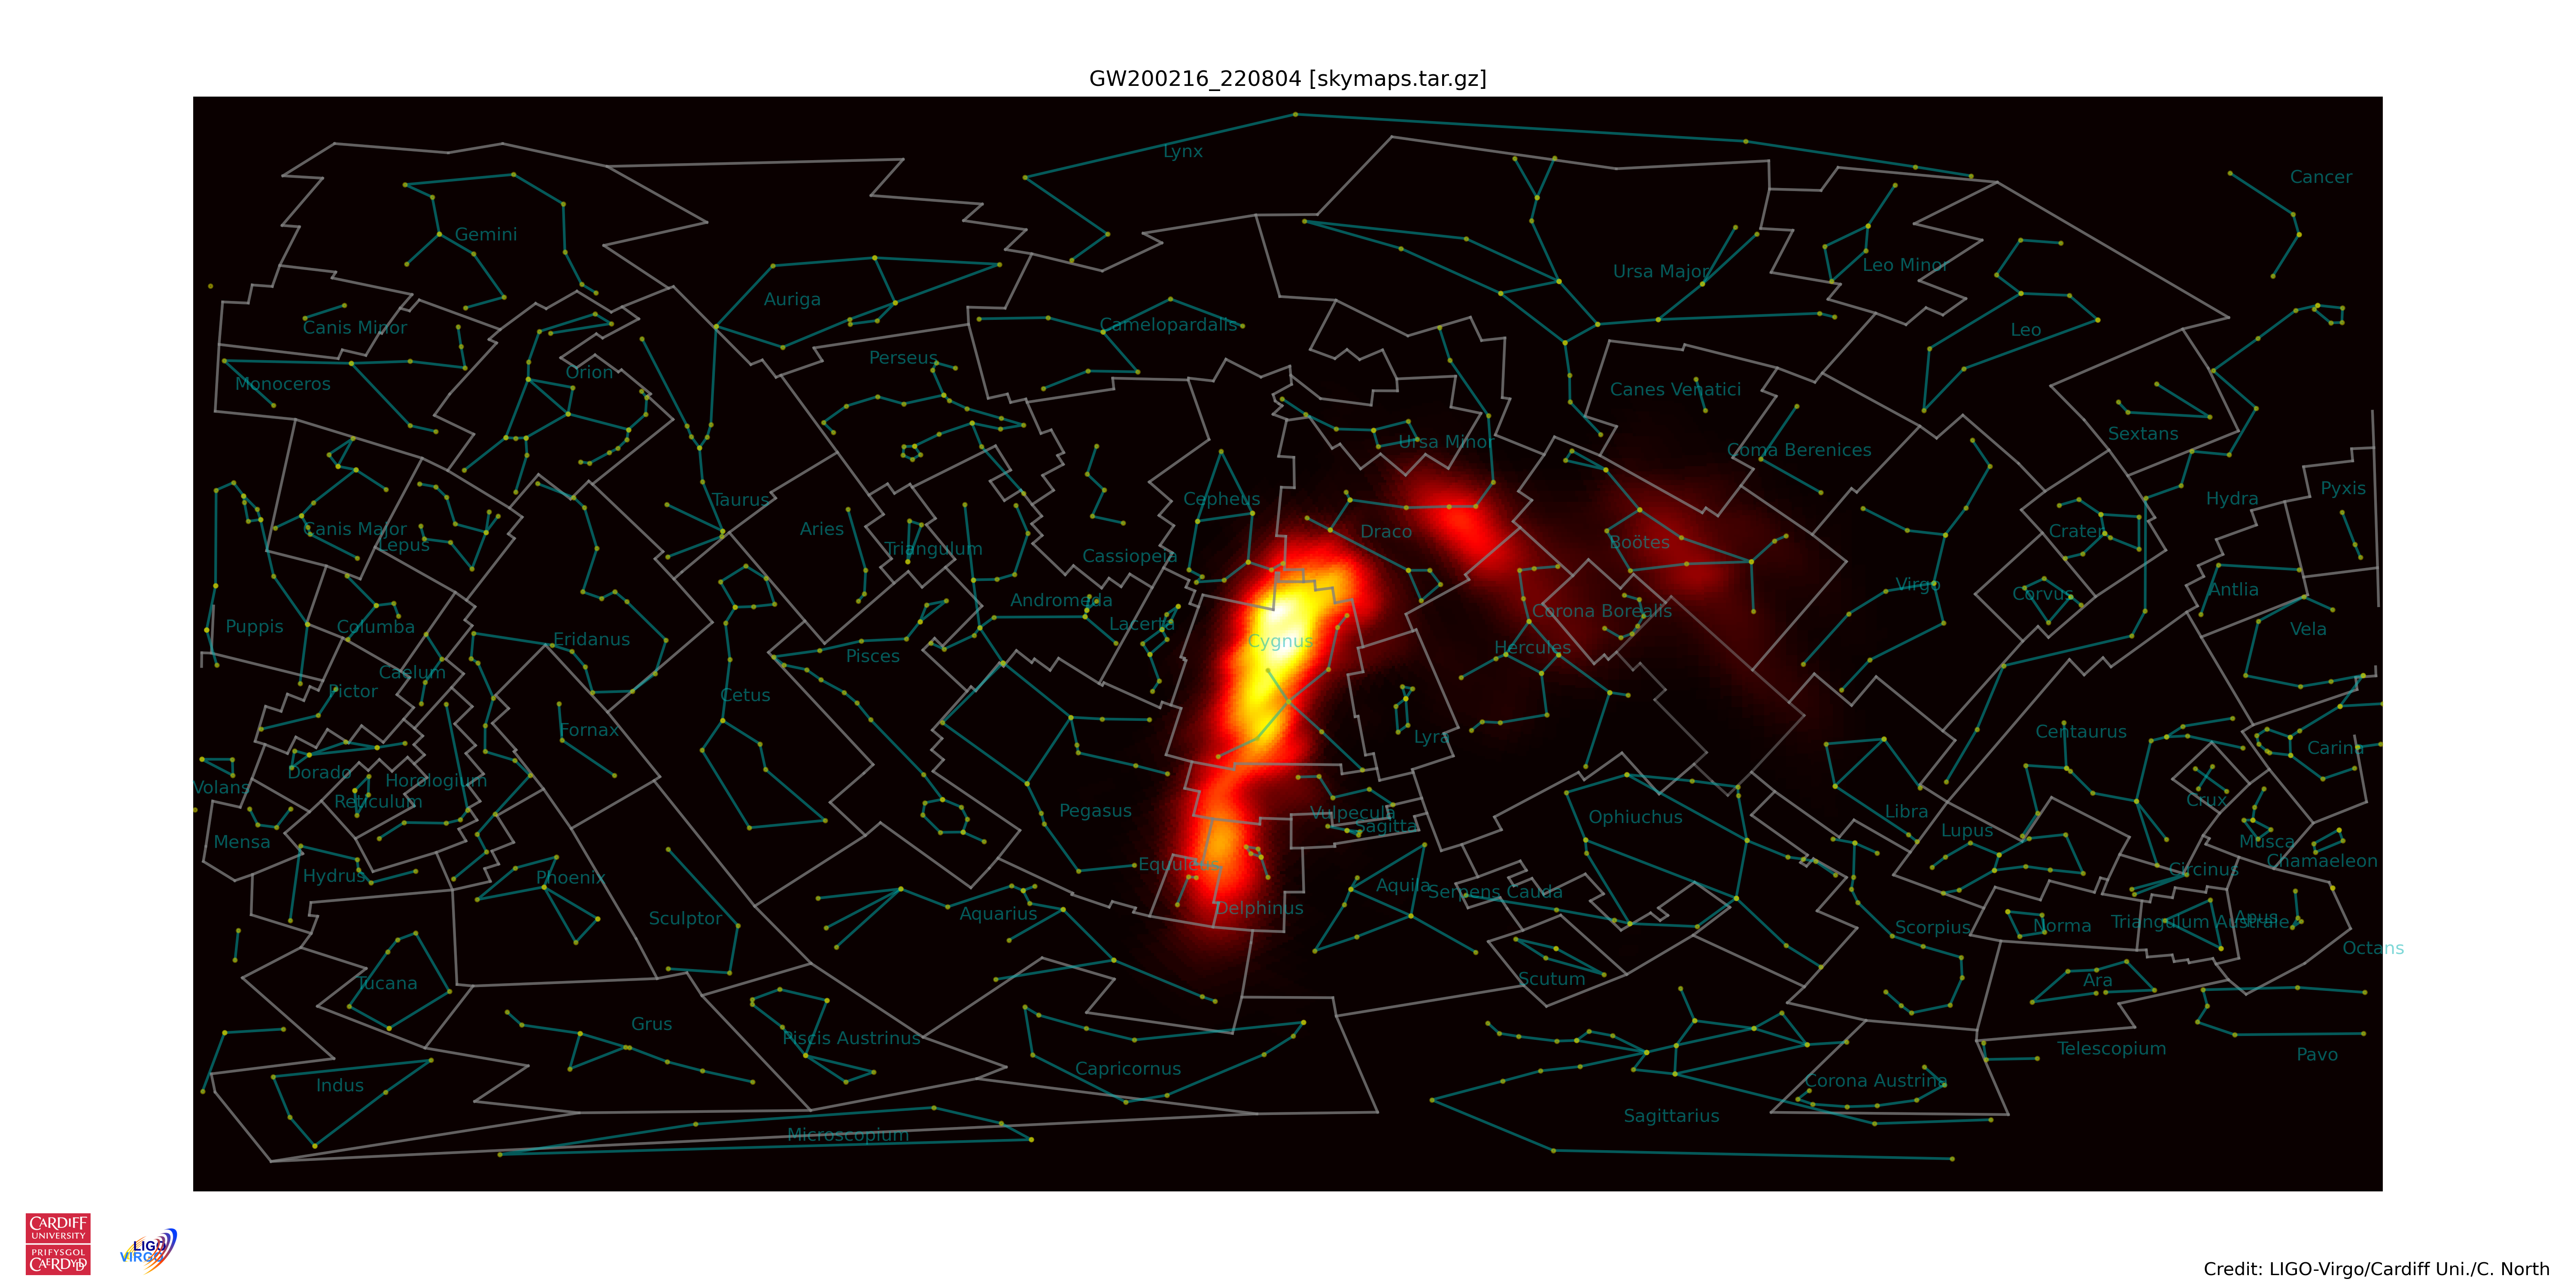 GW200216_220804 [skymaps.tar.gz]
Lynx
Cancer
Gemini
Ursa Major
Leo Minor
Auriga
Canis Minor
Camelopardalis
Leo
Perseus
Orion
Monoceros
Canes Venatici
Ursa Minor
Coma Berenices
Sextans
Taurus
Cepheus
Hydra
Pyxis
Canis Major
Lepus
Aries
Triangulum
Cassiopeia
Draco
Boötes
Crater
Virgo
Corvus
Antlia
Puppis
Columba
Andromeda
Lacerta
Corona Borealis
Vela
Eridanus
Cygnus
Hercules
Pisces
Caelum
Pictor
Cetus
Fornax
Lyra
Centaurus
Carina
Volans
Dorado
Horologium
Reticulum
Pegasus
Vulpecula
Sagitta
Ophiuchus
Libra
Lupus
Crux
Mensa
Musca
Chamaeleon
Circinus
Hydrus
Phoenix
Equuleus
Aquila
Serpens Cauda
Sculptor
Aquarius
Delphinus
Scorpius
Norma
Triangulum Australe
Apus
Octans
Tucana
Scutum
Ara
Grus
Piscis Austrinus
Telescopium
Pavo
Indus
Capricornus
Corona Austrina
Sagittarius
Microscopium
CARDIFF
UNIVERSITY
PRIFYSGOL
CAERDYDD
LIGO
VIRGO
Credit: LIGO-Virgo/Cardiff Uni./C. North